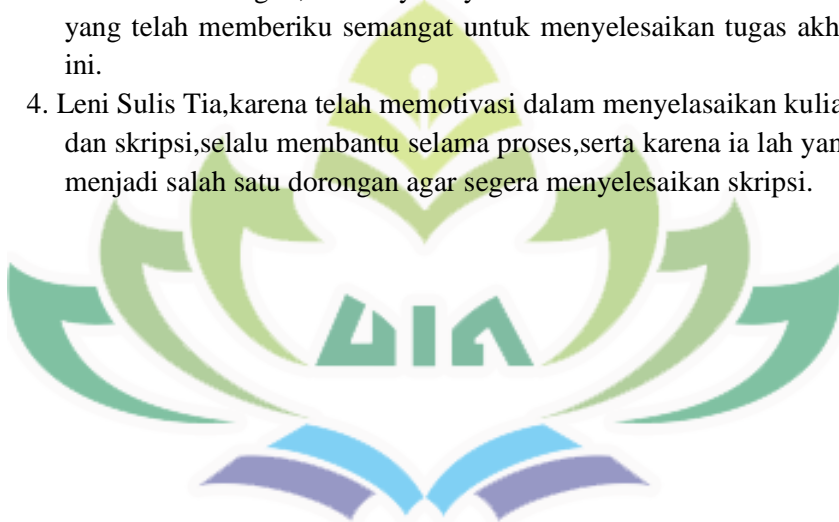 yang telah memberiku semangat untuk menyelesaikan tugas akh
ini.
4. Leni Sulis Tia,karena telah memotivasi dalam menyelasaikan kulia
dan skripsi,selalu membantu selama proses,serta karena ia lah yan
menjadi salah satu dorongan agar segera menyelesaikan skripsi.
UIN